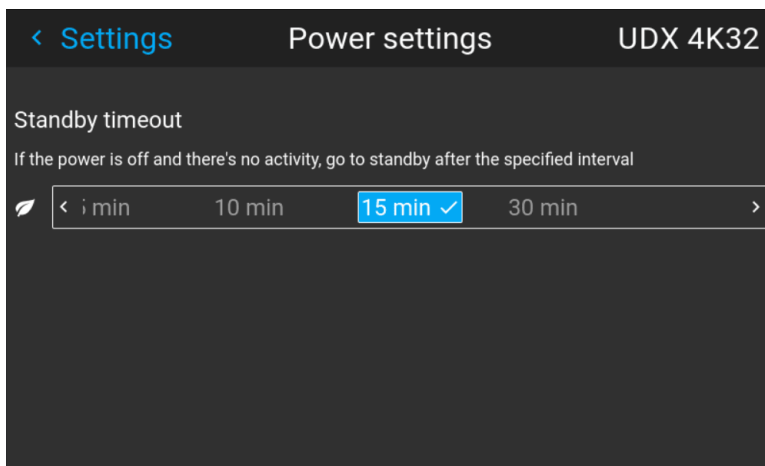 Settings Power settings UDX 4K32
Standby timeout
If the power is off and there's no activity, go to standby after the specified interval
min 10 min 15 min 30 min